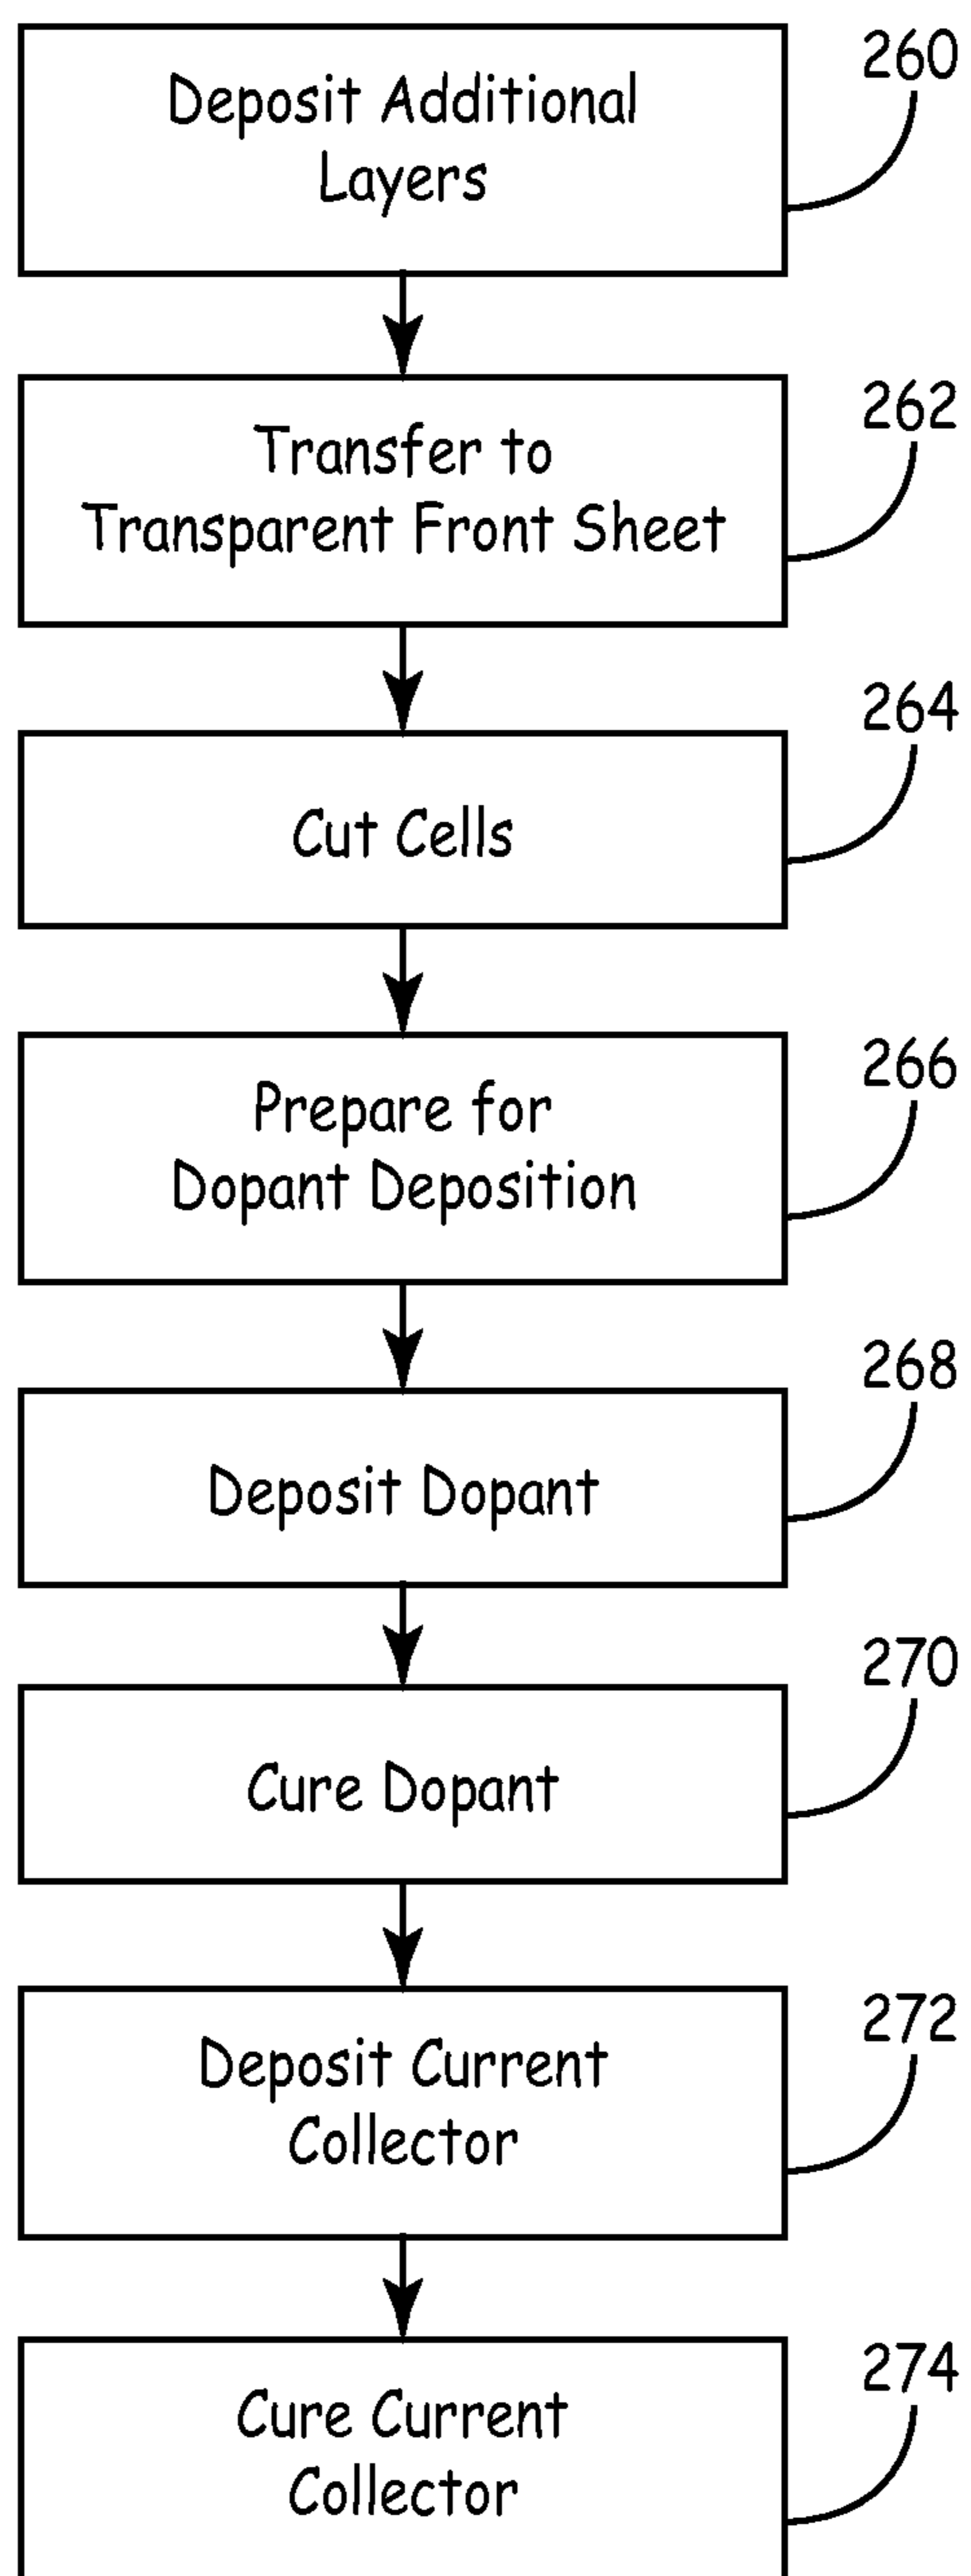 Deposit Additional
Layers
260
Transfer to
Transparent Front Sheet
262
Cut Cells
264
Prepare for
Dopant Deposition
266
Deposit Dopant
268
Cure Dopant
270
Deposit Current
Collector
272
Cure Current
Collector
274